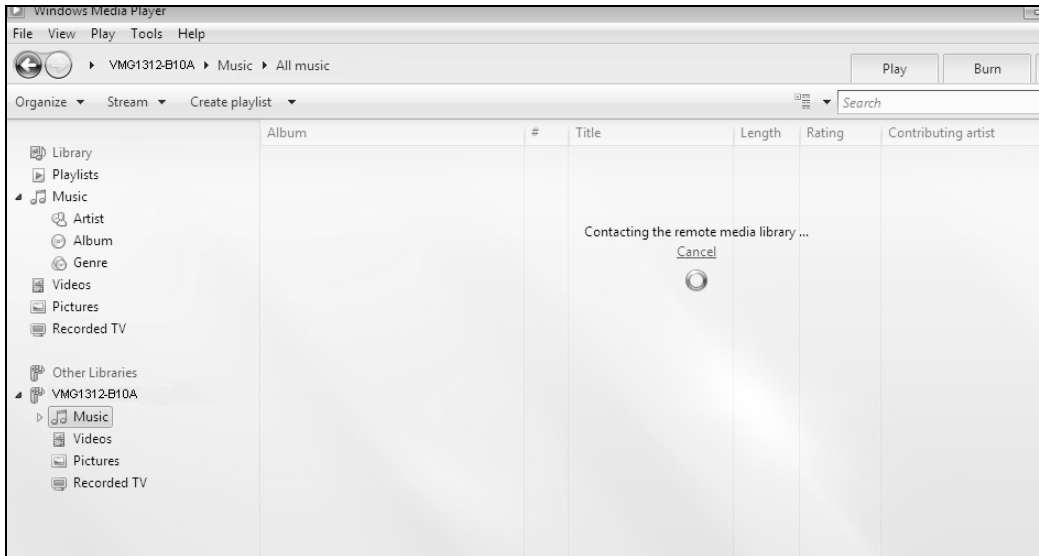 Windows Media Player
File View Play Tools Help
VMG1312-B10A Music All music
Play Burn
Organize Stream Create playlist Search
Album # Title Length Rating Contributing artist
Library
Playlists
Music
Artist
Album
Genre
Videos
Pictures
Recorded TV
Contacting the remote media library ...
Cancel
Other Libraries
VMG1312-B10A
Music
Videos
Pictures
Recorded TV